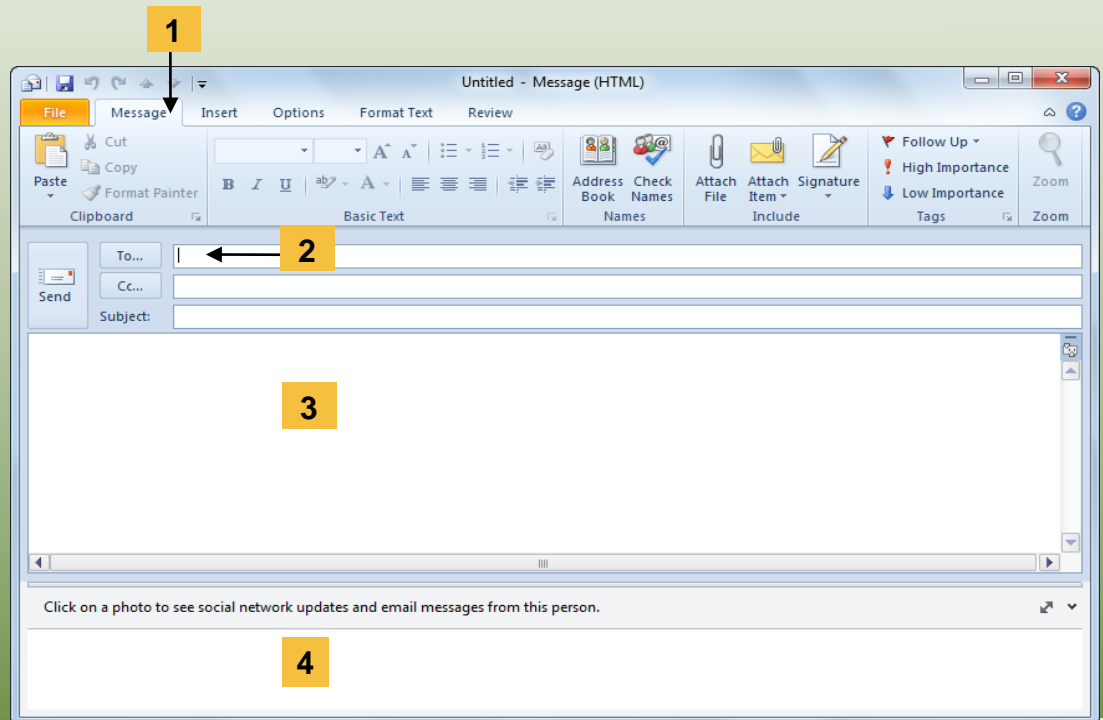 1
Untitled - Message (HTML)
File Message Insert Options Format Text Review
Cut
Copy
Format Painter
Paste
Clipboard
B I U ab A
A A
Basic Text
Address Book
Check Names
Names
Attach File
Attach Item
Signature
Include
Follow Up
High Importance
Low Importance
Tags
Zoom
Zoom
To...
2
Cc...
Send
Subject:
3
Click on a photo to see social network updates and email messages from this person.
4